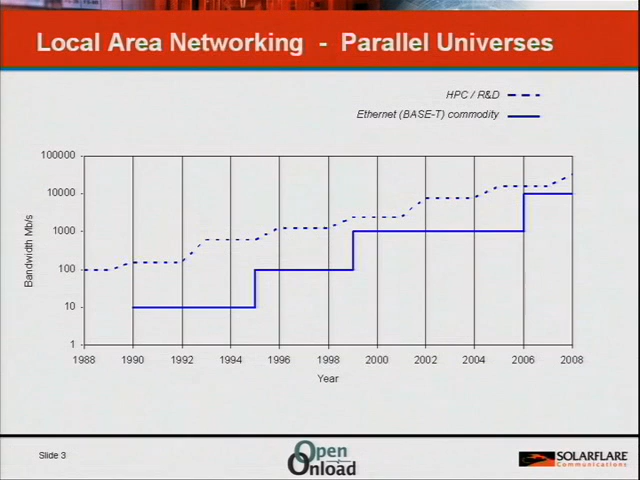 Local Area Networking - Parallel Universes
HPC / R&D
Ethernet (BASE-T) commodity
100000
10000
1000
100
10
1
Bandwidth Mb/s
1988 1990 1992 1994 1996 1998 2000 2002 2004 2006 2008
Year
Slide 3
Open
Onload
SOLARFLARE
Communications